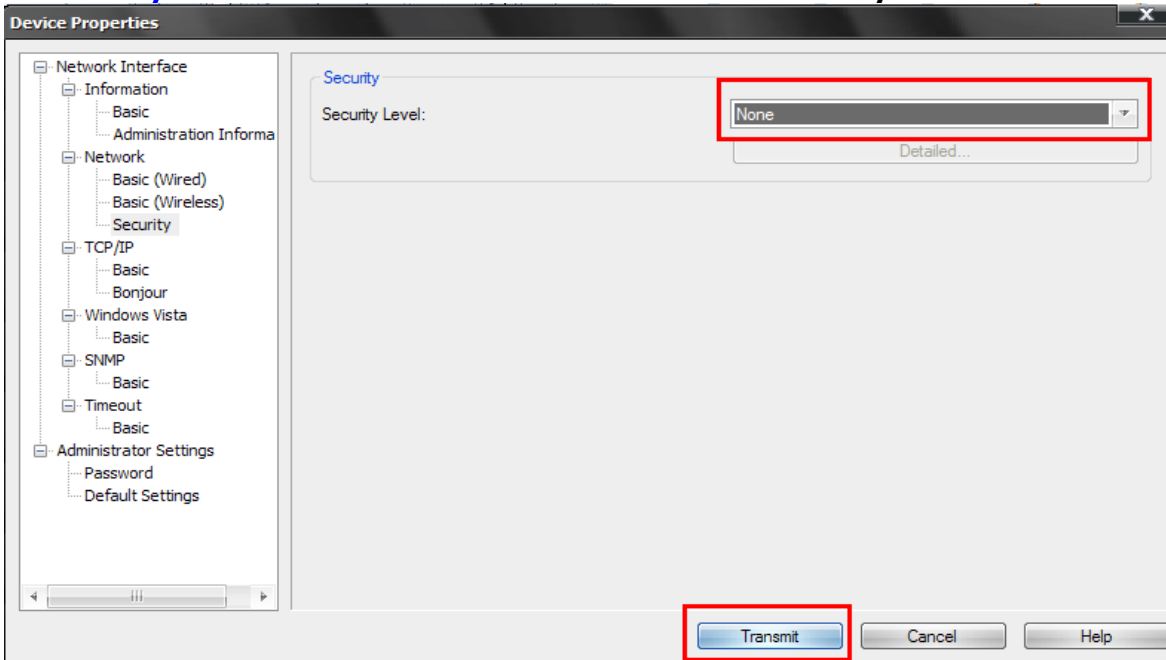 Device Properties
X
Network Interface
Information
Basic
Administration Informa
Network
Basic (Wired)
Basic (Wireless)
Security
TCP/IP
Basic
Bonjour
Windows Vista
Basic
SNMP
Basic
Timeout
Basic
Administrator Settings
Password
Default Settings
Security
Security Level:
None
Detailed...
Transmit
Cancel
Help